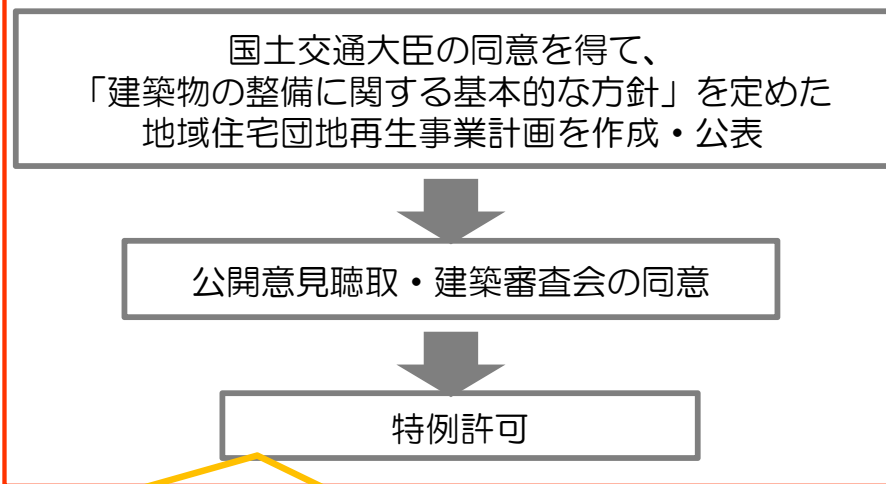 国土交通大臣の同意を得て、
「建築物の整備に関する基本的な方針」を定めた
地域住宅団地再生事業計画を作成・公表
公開意見聴取・建築審査会の同意
特例許可